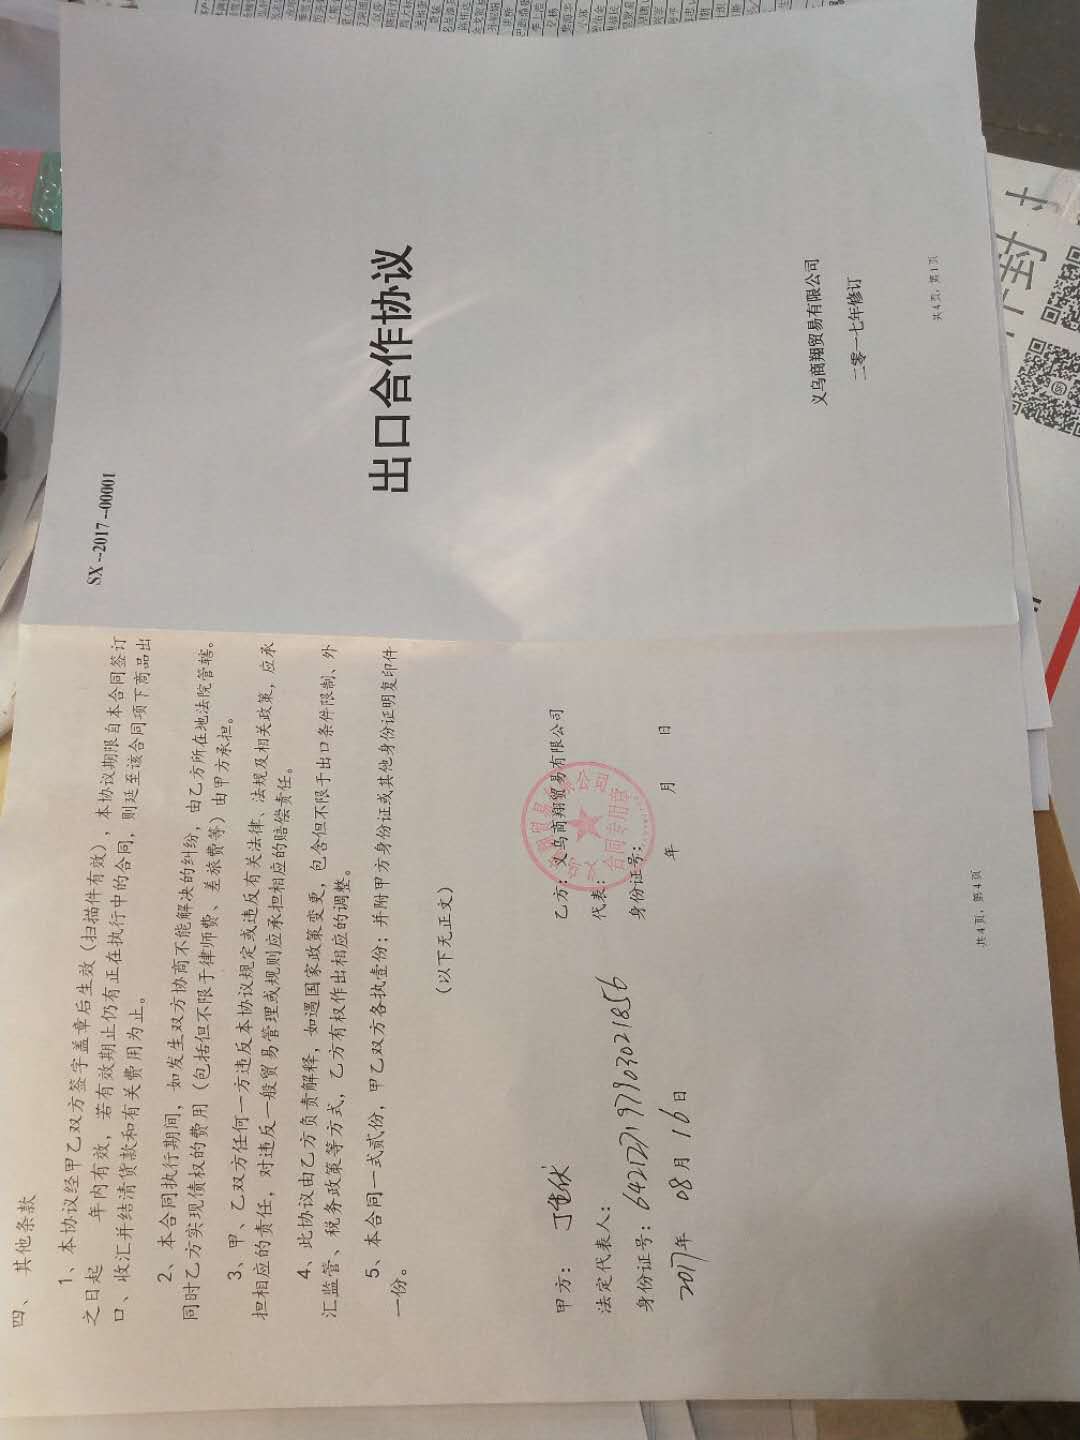 SX--2017--00001
出口合作协议
义乌商翔贸易有限公司
二零一七年修订
共 4 页，第 1 页
四、 其他条款
1、本协议经甲乙双方签字盖章后生效（扫描件有效），本协议期限自本合同签订
之日起 年内有效，若有效期止仍有正在执行中的合同，则延至该合同项下商品出
口、收汇并结清货款和有关费用为止。
2、本合同执行期间，如发生双方协商不能解决的纠纷，由乙方所在地法院管辖。
同时乙方实现债权的费用（包括但不限于律师费、差旅费等）由甲方承担。
3、甲、乙双方任何一方违反本协议规定或违反有关法律、法规及相关政策，应承
担相应的责任，对违反一般贸易管理或规则应承担相应的赔偿责任。
4、此协议由乙方负责解释，如遇国家政策变更，包含但不限于出口条件限制、外
汇监管、税务政策等方式，乙方有权作出相应的调整。
5、本合同一式贰份，甲乙双方各执壹份；并附甲方身份证或其他身份证明复印件
一份。
（以下无正文）
甲方：
乙方：义乌商翔贸易有限公司
法定代表人：
代表：
身份证号：
身份证号：
2017年 08月 16日
年 月 日
合同专用章
共 4 页，第 4 页
封